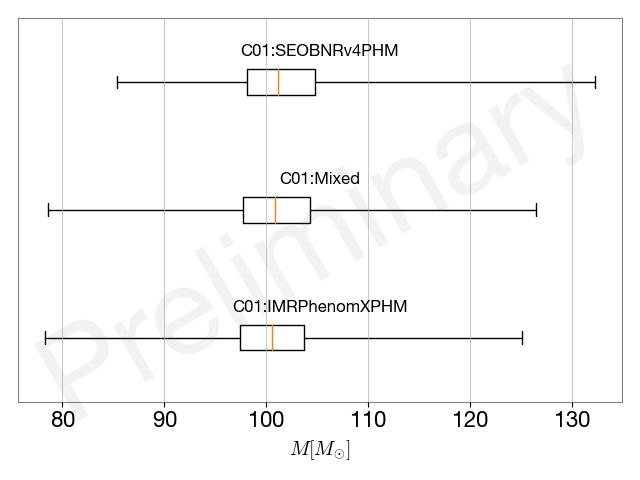 C01:SEOBNRv4PHM
C01:Mixed
C01:IMRPhenomXPHM
Preliminary
80 90 100 110 120 130
M[M⊙]